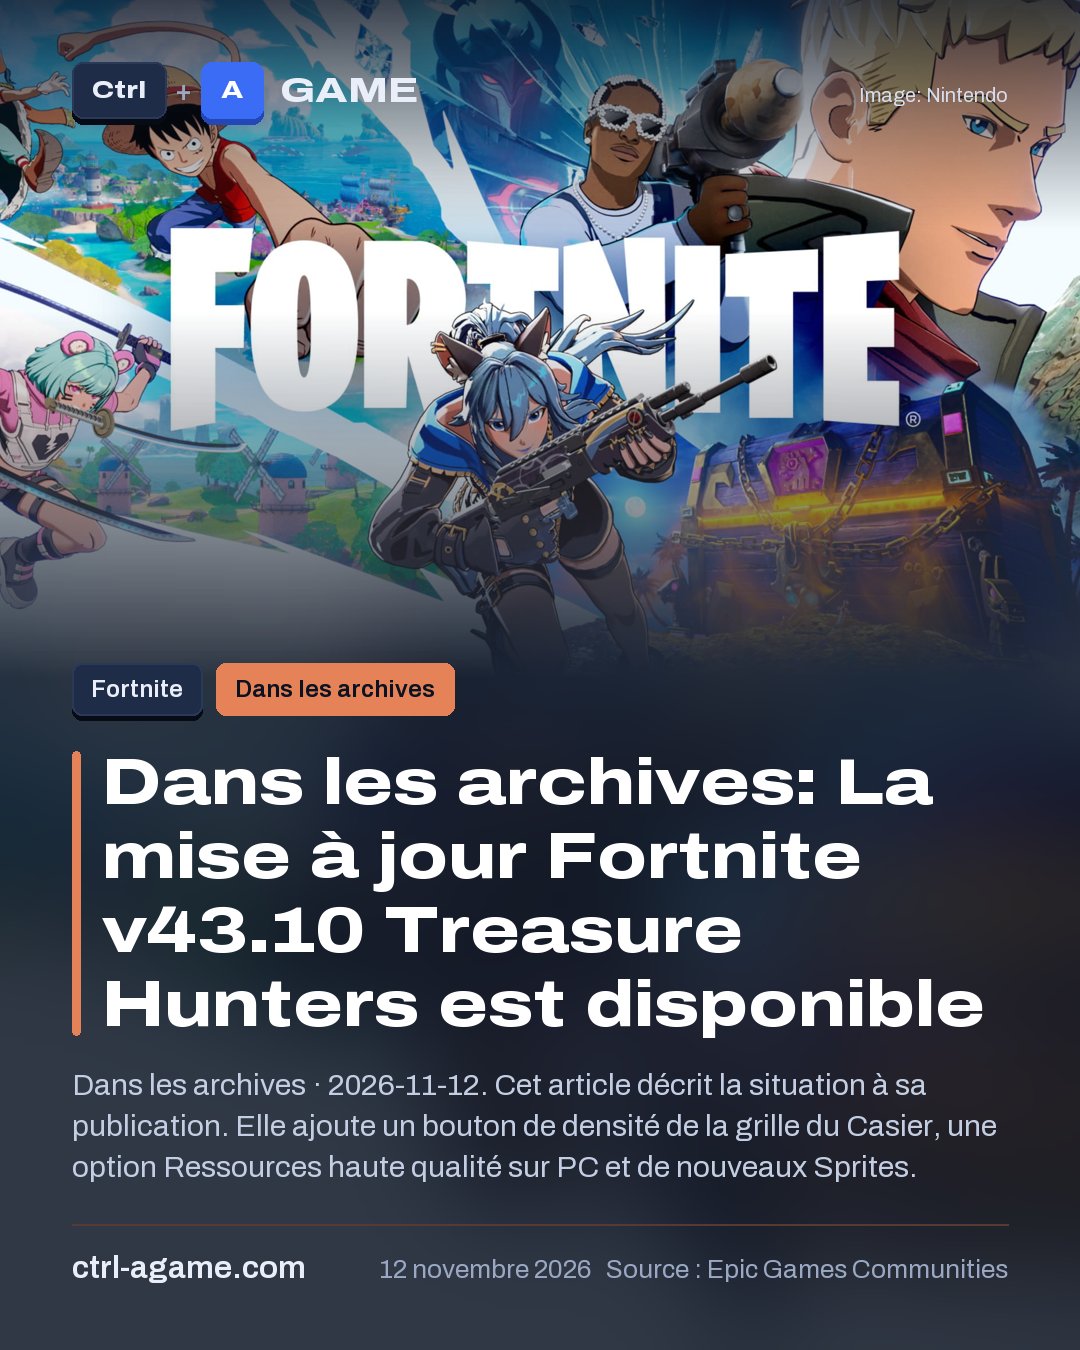 Ctrl + A GAME
Image: Nintendo
FORTNITE®
Fortnite
Dans les archives
Dans les archives: La
mise à jour Fortnite
v43.10 Treasure
Hunters est disponible
Dans les archives · 2026-11-12. Cet article décrit la situation à sa
publication. Elle ajoute un bouton de densité de la grille du Casier, une
option Ressources haute qualité sur PC et de nouveaux Sprites.
ctrl-agame.com
12 novembre 2026 Source : Epic Games Communities